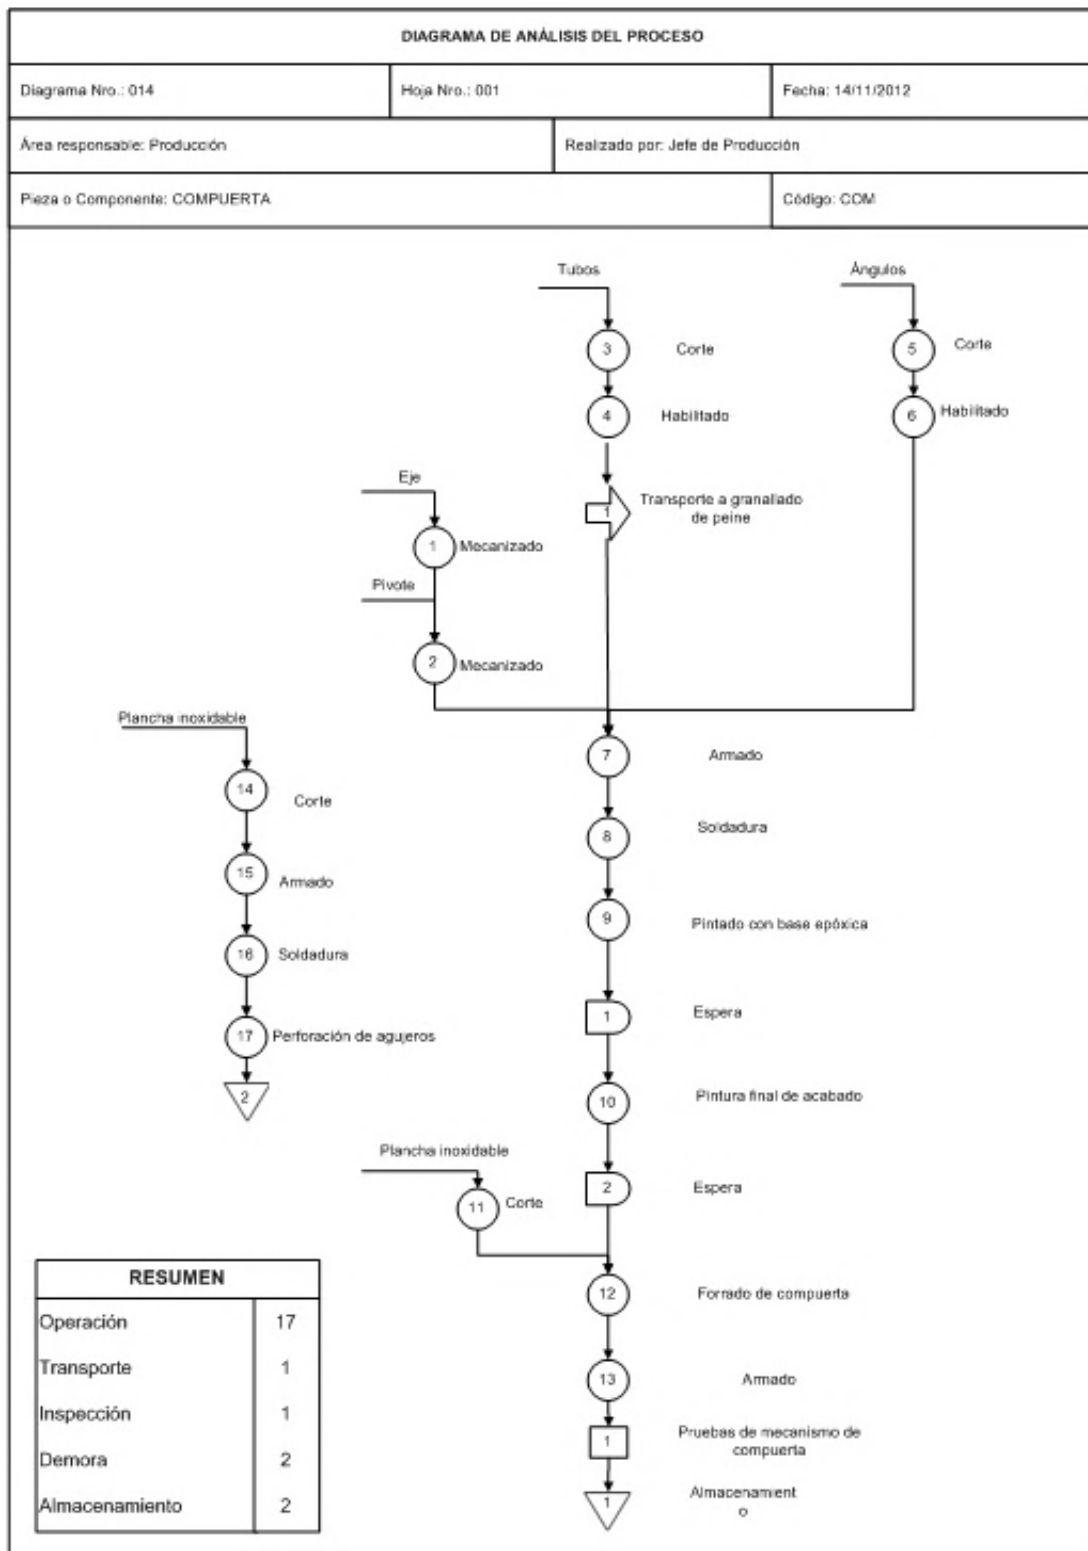 DIAGRAMA DE ANÁLISIS DEL PROCESO
Diagrama Nro.: 014
Hoja Nro.: 001
Fecha: 14/11/2012
Área responsable: Producción
Realizado por: Jefe de Producción
Pieza o Componente: COMPUERTA
Código: COM
Tubos
Ángulos
3
Corte
5
Corte
4
Habilitado
6
Habilitado
Eje
1
Transporte a granallado
de peine
1
Mecanizado
Pivote
2
Mecanizado
Plancha inoxidable
7
Armado
14
Corte
8
Soldadura
15
Armado
9
Pintado con base epóxica
16
Soldadura
1
Espera
17
Perforación de agujeros
2
10
Pintura final de acabado
Plancha inoxidable
2
Espera
11
Corte
12
Forrado de compuerta
13
Armado
1
Pruebas de mecanismo de
compuerta
1
Almacenamient
o
RESUMEN
Operación 17
Transporte 1
Inspección 1
Demora 2
Almacenamiento 2